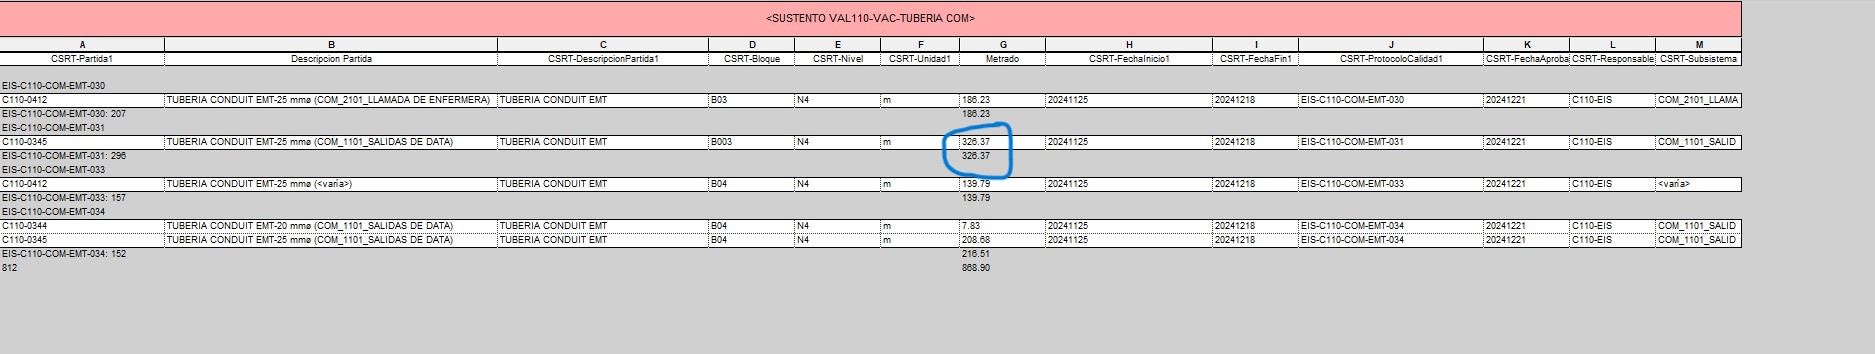 <SUSTENTO VAL110-VAC-TUBERIA COM>
A B C D E F G H I J K L M
CSRT-Partida1 Descripcion Partida CSRT-DescripcionPartida1 CSRT-Bloque CSRT-Nivel CSRT-Unidad1 Metrado CSRT-FechaInicio1 CSRT-FechaFin1 CSRT-ProtocoloCalidad1 CSRT-FechaAproba CSRT-Responsable CSRT-Subsistema
EIS-C110-COM-EMT-030
C110-0412 TUBERIA CONDUIT EMT-25 mmø (COM_2101_LLAMADA DE ENFERMERA) TUBERIA CONDUIT EMT B03 N4 m 186.23 20241125 20241218 EIS-C110-COM-EMT-030 20241221 C110-EIS COM_2101_LLAMA
EIS-C110-COM-EMT-030: 207 186.23
EIS-C110-COM-EMT-031
C110-0345 TUBERIA CONDUIT EMT-25 mmø (COM_1101_SALIDAS DE DATA) TUBERIA CONDUIT EMT B003 N4 m 326.37 20241125 20241218 EIS-C110-COM-EMT-031 20241221 C110-EIS COM_1101_SALID
EIS-C110-COM-EMT-031: 296 326.37
EIS-C110-COM-EMT-033
C110-0412 TUBERIA CONDUIT EMT-25 mmø (<varía>) TUBERIA CONDUIT EMT B04 N4 m 139.79 20241125 20241218 EIS-C110-COM-EMT-033 20241221 C110-EIS <varía>
EIS-C110-COM-EMT-033: 157 139.79
EIS-C110-COM-EMT-034
C110-0344 TUBERIA CONDUIT EMT-20 mmø (COM_1101_SALIDAS DE DATA) TUBERIA CONDUIT EMT B04 N4 m 7.83 20241125 20241218 EIS-C110-COM-EMT-034 20241221 C110-EIS COM_1101_SALID
C110-0345 TUBERIA CONDUIT EMT-25 mmø (COM_1101_SALIDAS DE DATA) TUBERIA CONDUIT EMT B04 N4 m 208.68 20241125 20241218 EIS-C110-COM-EMT-034 20241221 C110-EIS COM_1101_SALID
EIS-C110-COM-EMT-034: 152 216.51
812 868.90